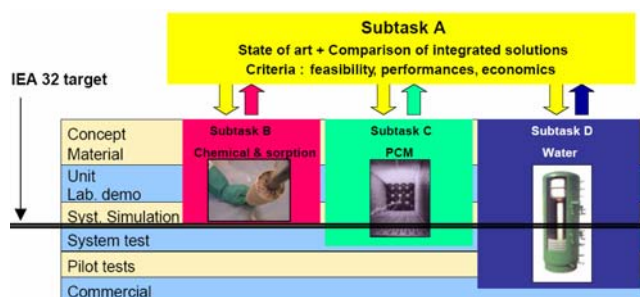 Subtask A
State of art + Comparison of integrated solutions
Criteria : feasibility, performances, economics
IEA 32 target
Concept
Material
Unit
Lab. demo
Syst. Simulation
System test
Pilot tests
Commercial
Subtask B
Chemical & sorption
Subtask C
PCM
Subtask D
Water